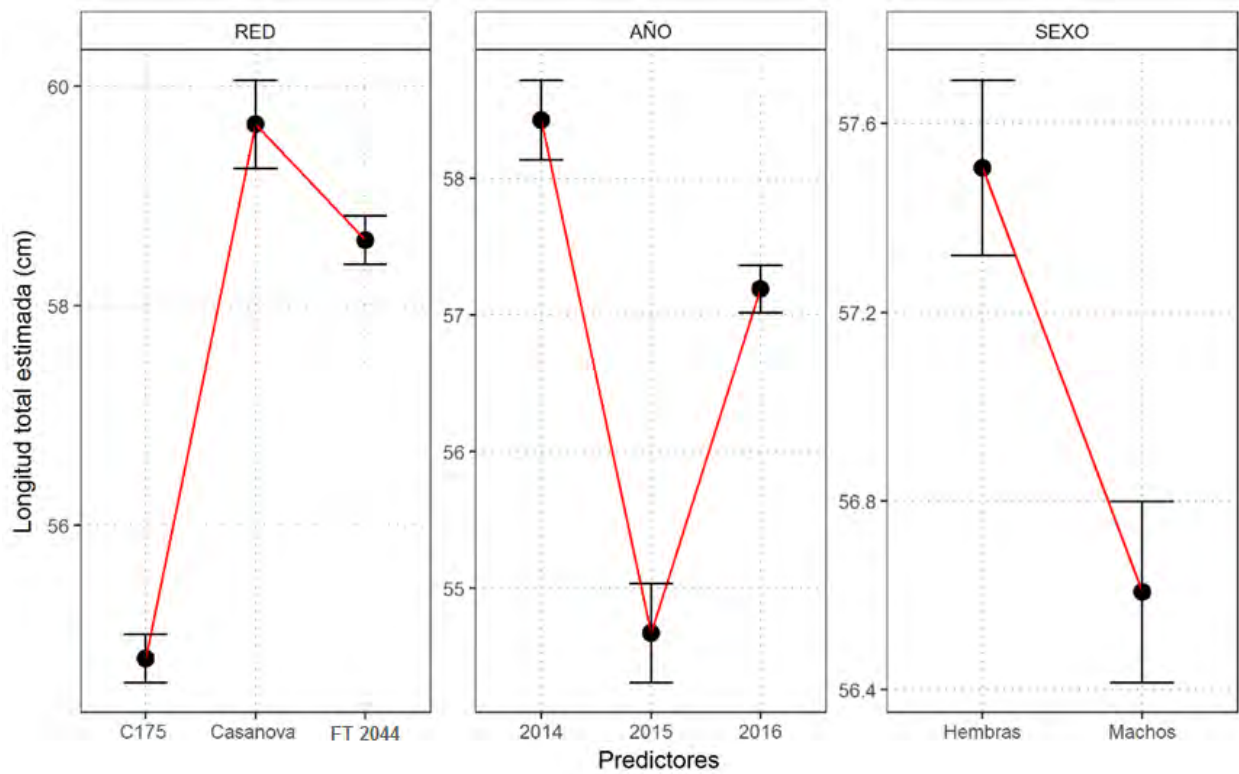 RED
AÑO
SEXO
Longitud total estimada (cm)
60
58
56
58
57
56
55
57.6
57.2
56.8
56.4
C175 Casanova FT 2044
2014 2015 2016
Hembras Machos
Predictores